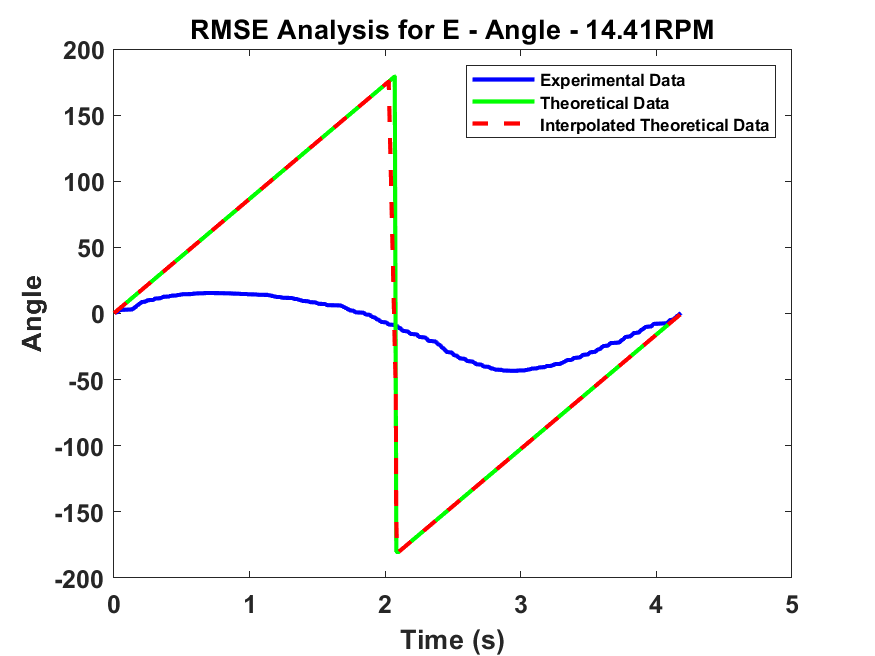 RMSE Analysis for E - Angle - 14.41RPM
200
150
100
50
0
-50
-100
-150
-200
Angle
Experimental Data
Theoretical Data
Interpolated Theoretical Data
0 1 2 3 4 5
Time (s)